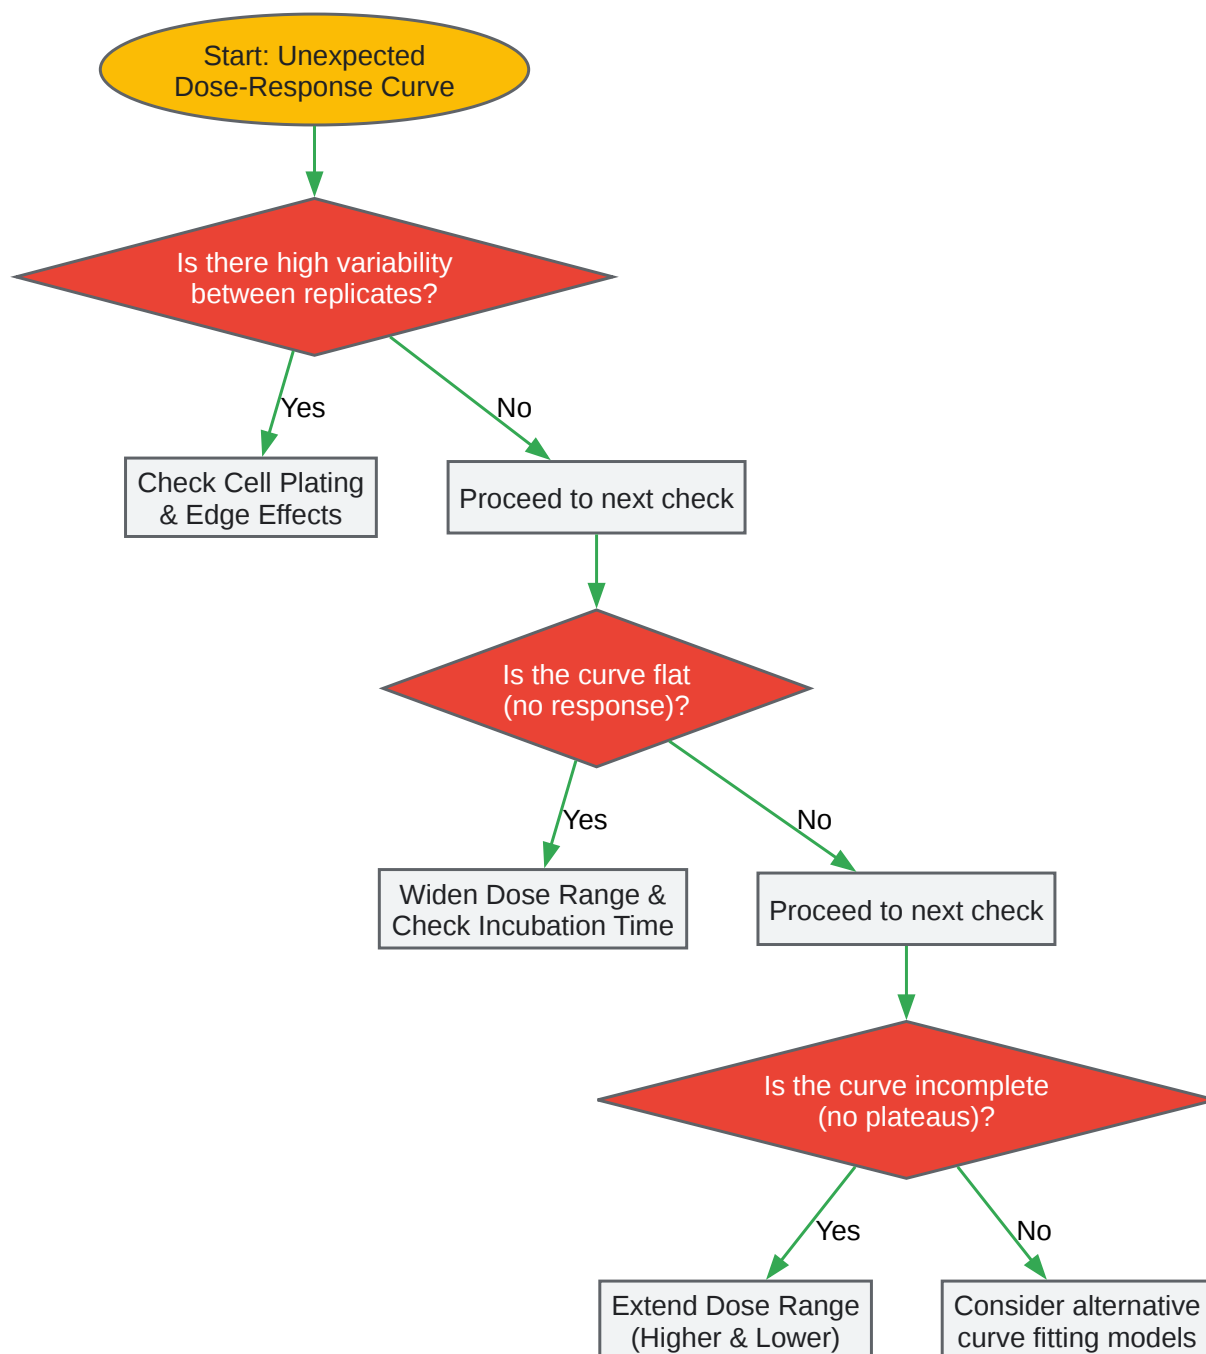 Start: Unexpected
Dose-Response Curve
Is there high variability
between replicates?
Yes
No
Check Cell Plating
& Edge Effects
Proceed to next check
Is the curve flat
(no response)?
Yes
No
Widen Dose Range &
Check Incubation Time
Proceed to next check
Is the curve incomplete
(no plateaus)?
Yes
No
Extend Dose Range
(Higher & Lower)
Consider alternative
curve fitting models